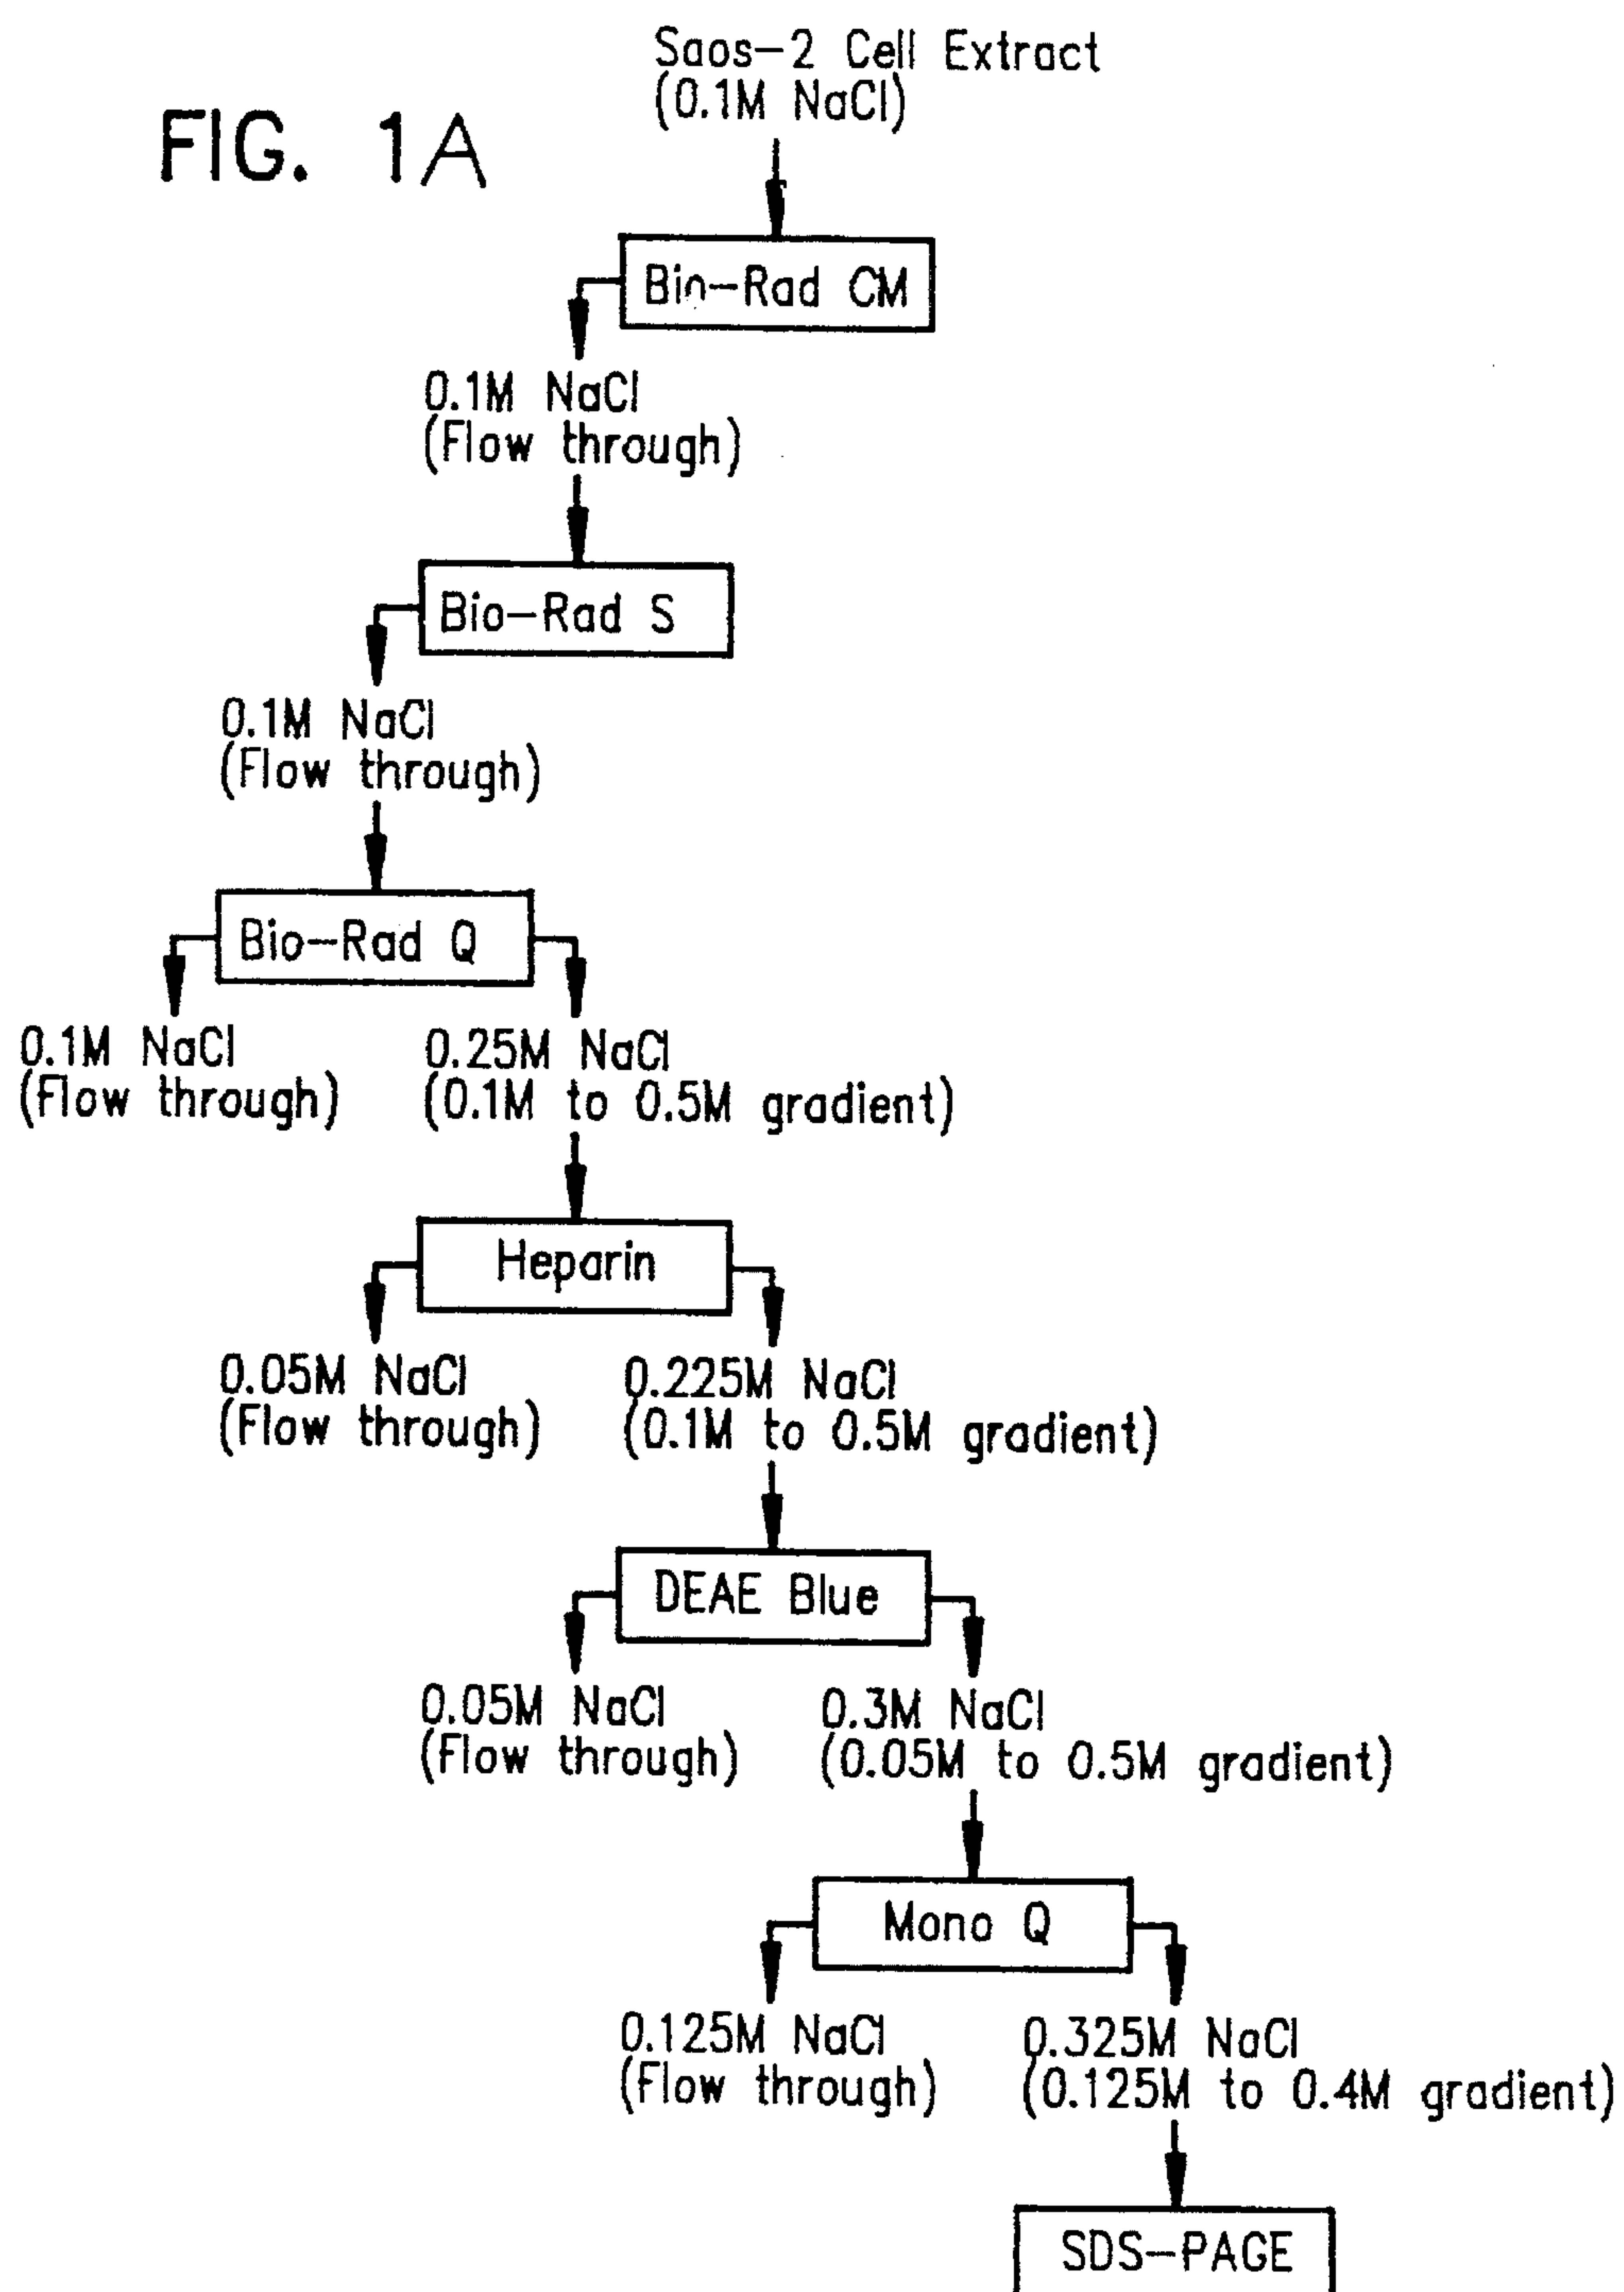 Saos-2 Cell Extract
(0.1M NaCl)
FIG. 1A
Bio-Rad CM
0.1M NaCl
(Flow through)
Bio-Rad S
0.1M NaCl
(Flow through)
Bio-Rad Q
0.1M NaCl
(Flow through)
0.25M NaCl
(0.1M to 0.5M gradient)
Heparin
0.05M NaCl
(Flow through)
0.225M NaCl
(0.1M to 0.5M gradient)
DEAE Blue
0.05M NaCl
(Flow through)
0.3M NaCl
(0.05M to 0.5M gradient)
Mono Q
0.125M NaCl
(Flow through)
0.325M NaCl
(0.125M to 0.4M gradient)
SDS-PAGE